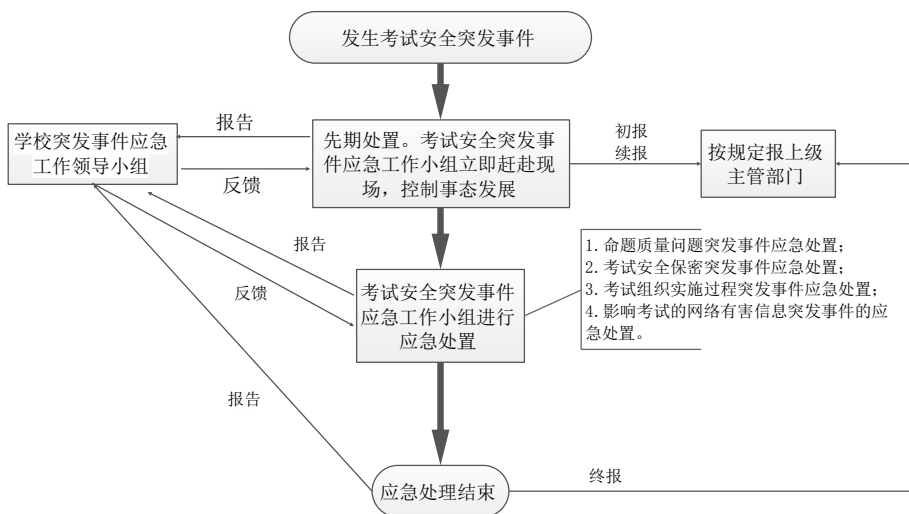 发生考试安全突发事件
报告
学校突发事件应急
工作领导小组
反馈
先期处置。考试安全突发事
件应急工作小组立即赶赴现
场，控制事态发展
初报
续报
按规定报上级
主管部门
报告
反馈
考试安全突发事件
应急工作小组进行
应急处置
1.命题质量问题突发事件应急处置；
2.考试安全保密突发事件应急处置；
3.考试组织实施过程突发事件应急处置；
4.影响考试的网络有害信息突发事件的应
急处置。
报告
应急处理结束
终报